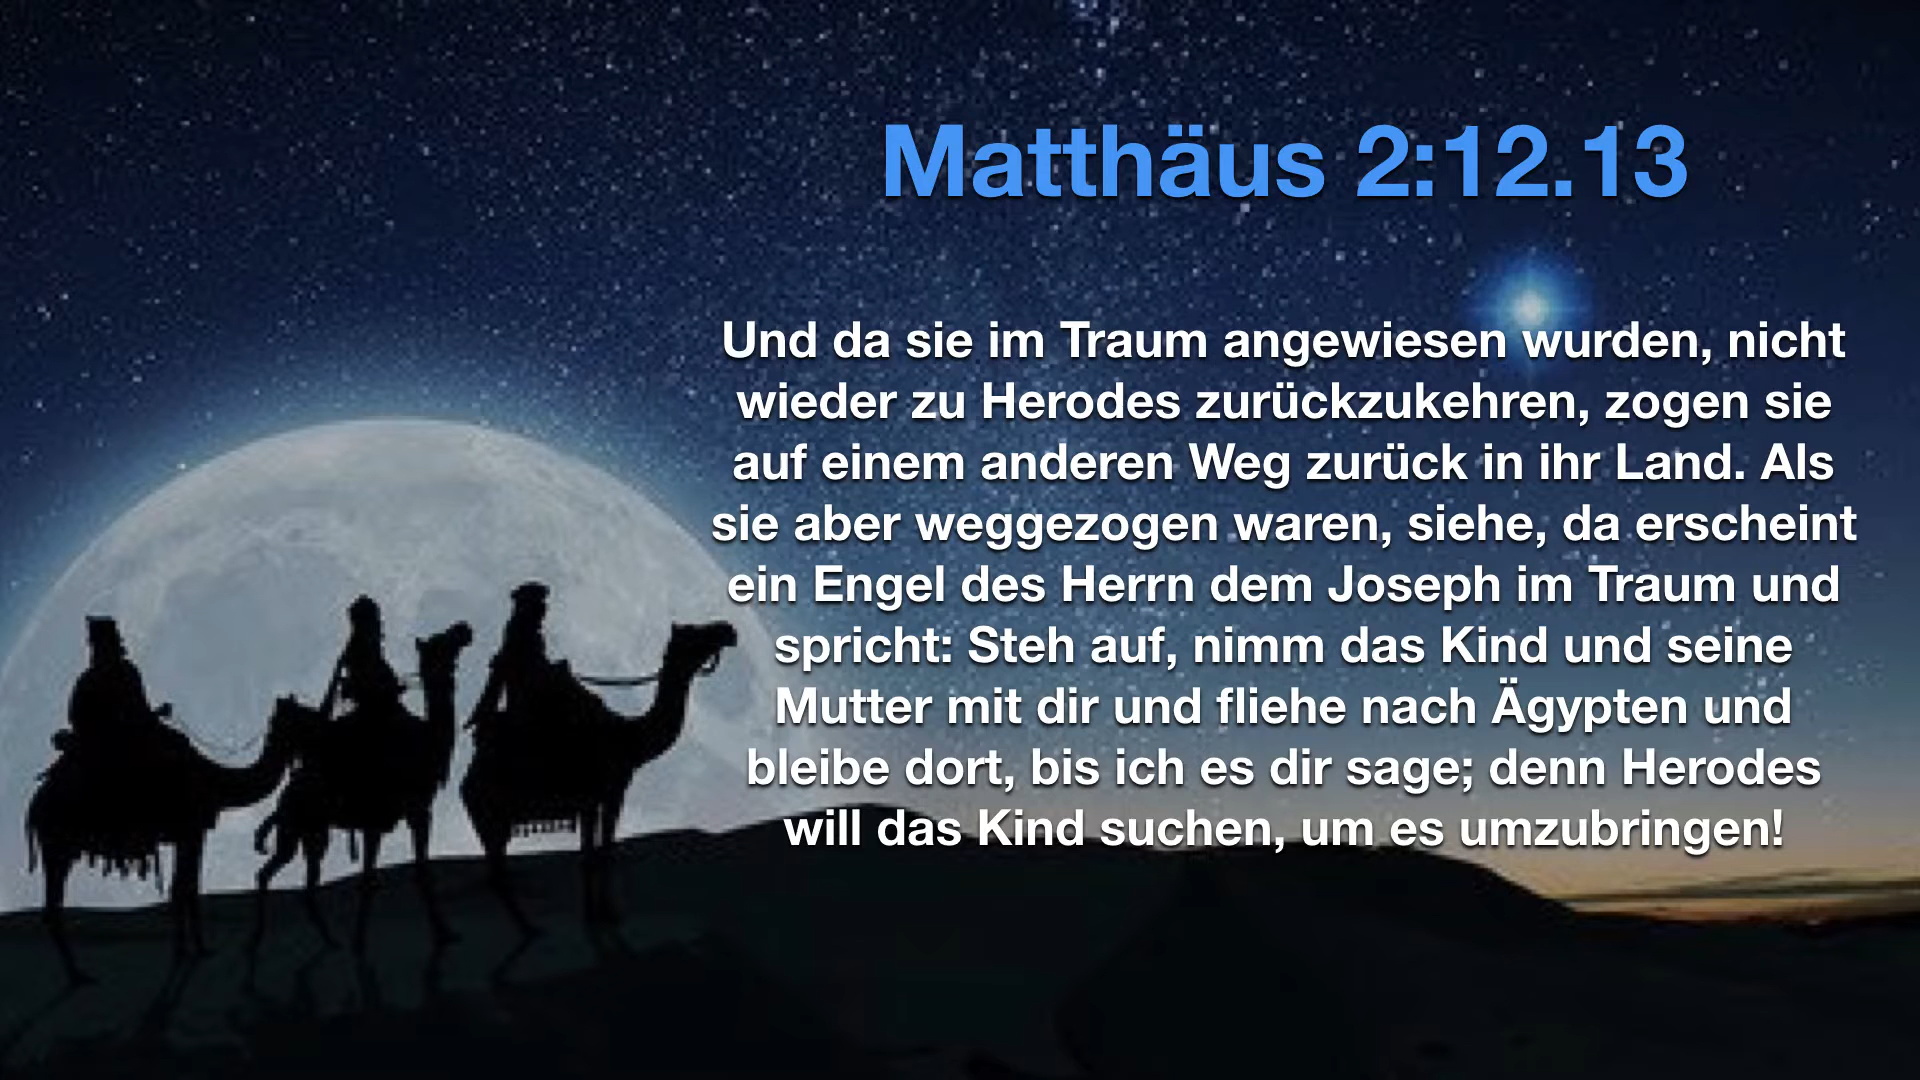 Matthäus 2:12.13
Und da sie im Traum angewiesen wurden, nicht
wieder zu Herodes zurückzukehren, zogen sie
auf einem anderen Weg zurück in ihr Land. Als
sie aber weggezogen waren, siehe, da erscheint
ein Engel des Herrn dem Joseph im Traum und
spricht: Steh auf, nimm das Kind und seine
Mutter mit dir und fliehe nach Ägypten und
bleibe dort, bis ich es dir sage; denn Herodes
will das Kind suchen, um es umzubringen!